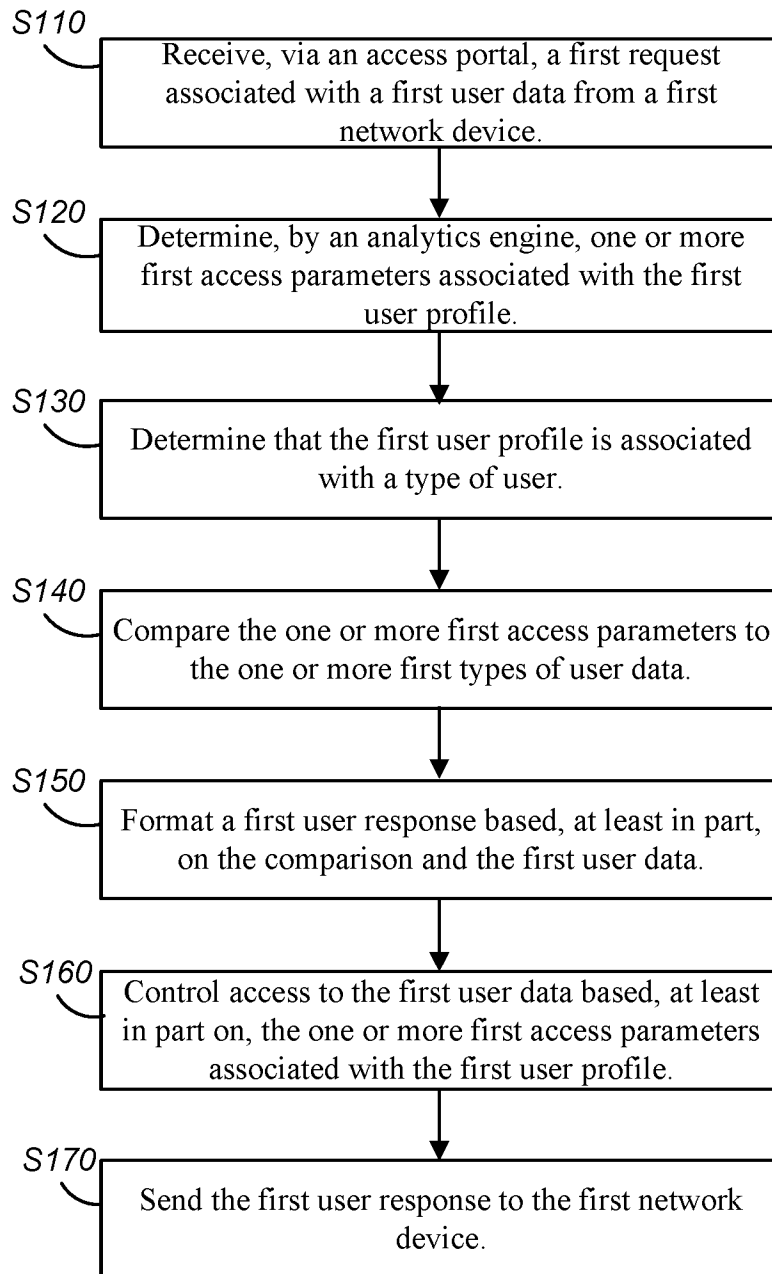 S110
Receive, via an access portal, a first request
associated with a first user data from a first
network device.
S120
Determine, by an analytics engine, one or more
first access parameters associated with the first
user profile.
S130
Determine that the first user profile is associated
with a type of user.
S140
Compare the one or more first access parameters to
the one or more first types of user data.
S150
Format a first user response based, at least in part,
on the comparison and the first user data.
S160
Control access to the first user data based, at least
in part on, the one or more first access parameters
associated with the first user profile.
S170
Send the first user response to the first network
device.